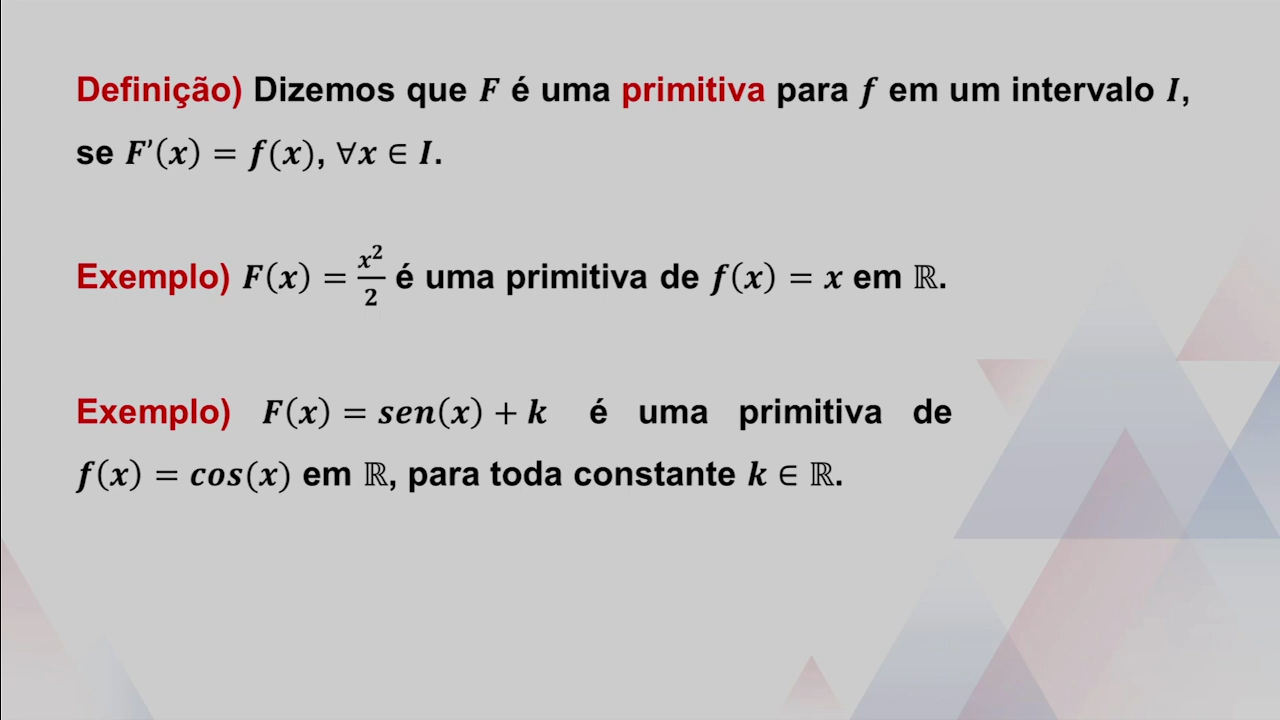 Definição) Dizemos que F é uma primitiva para f em um intervalo I,
se F'(x) = f(x), ∀x ∈ I.
Exemplo) F(x) = x²/2 é uma primitiva de f(x) = x em ℝ.
Exemplo) F(x) = sen(x) + k é uma primitiva de
f(x) = cos(x) em ℝ, para toda constante k ∈ ℝ.